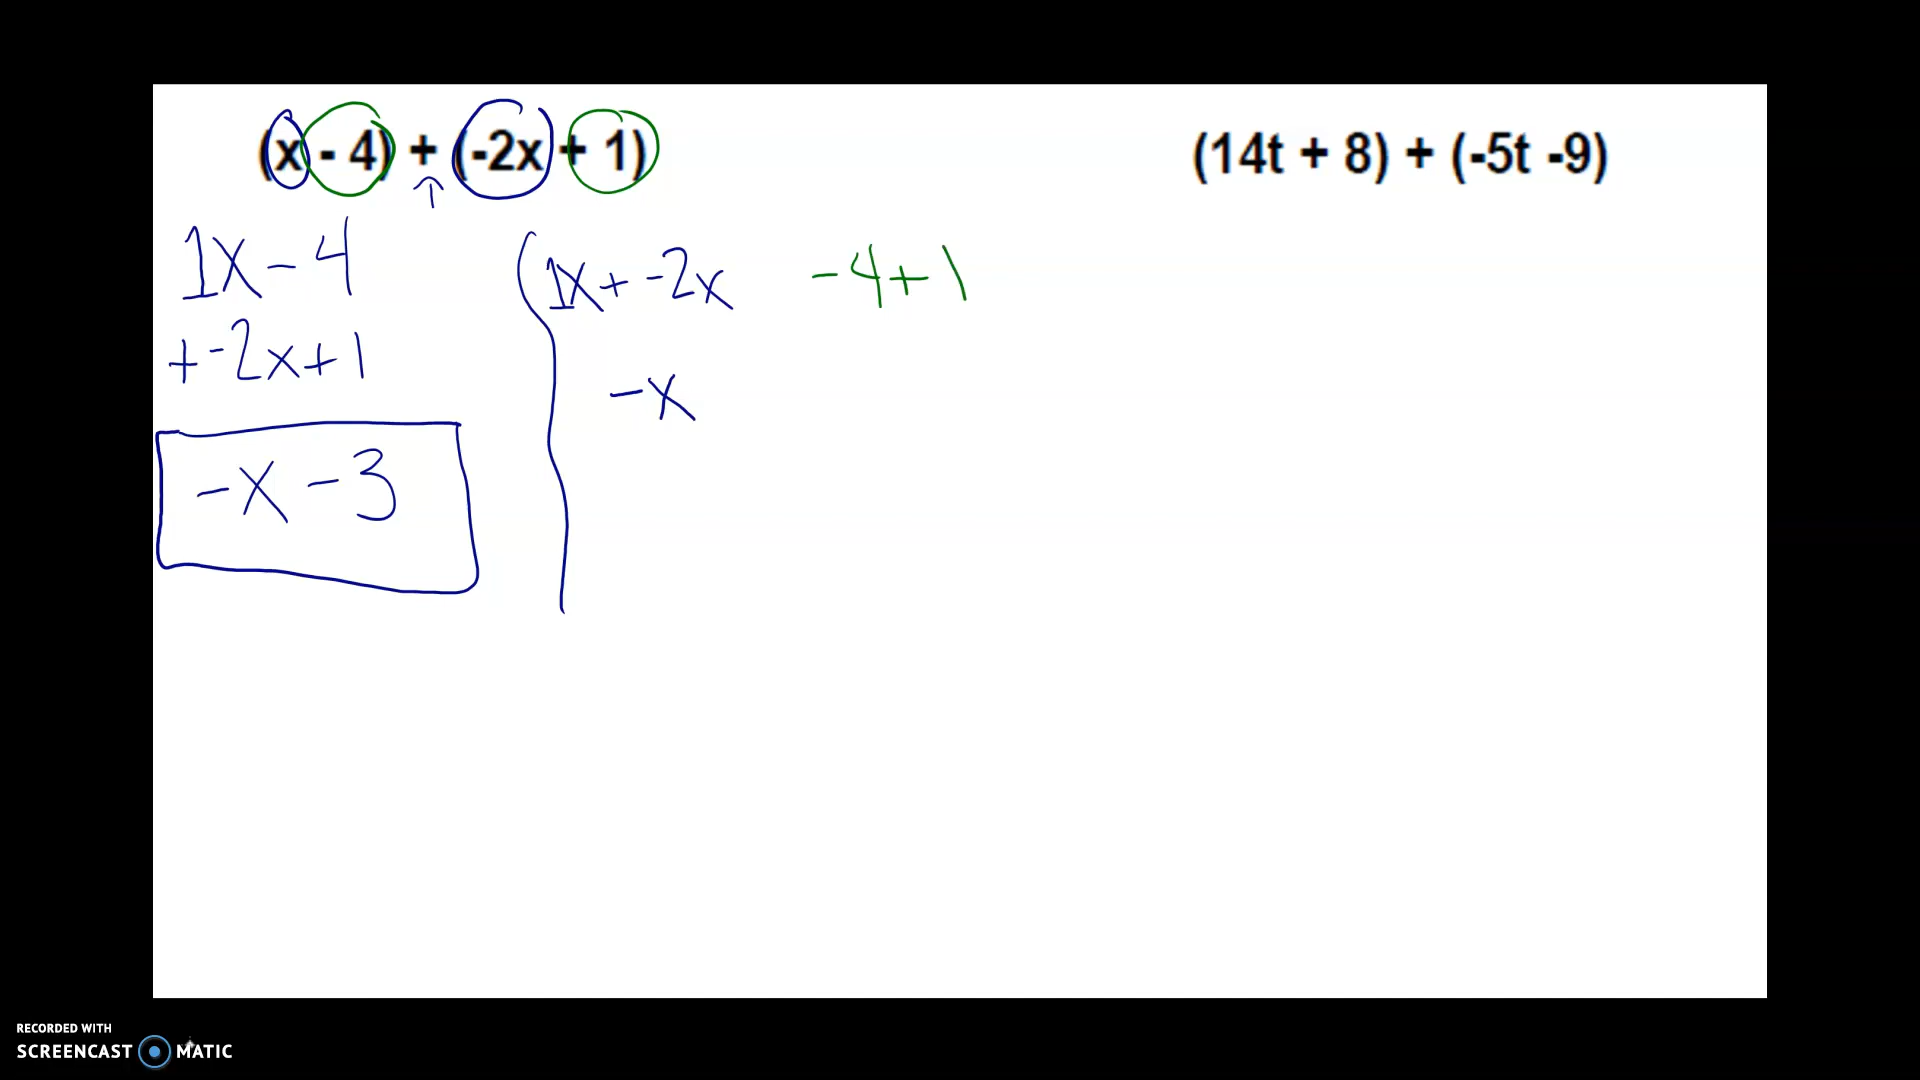 (x - 4) + (-2x + 1)
(14t + 8) + (-5t -9)
1x - 4
+ -2x + 1
-x - 3
1x + -2x
-4 + 1
-x
RECORDED WITH
SCREENCAST MATIC